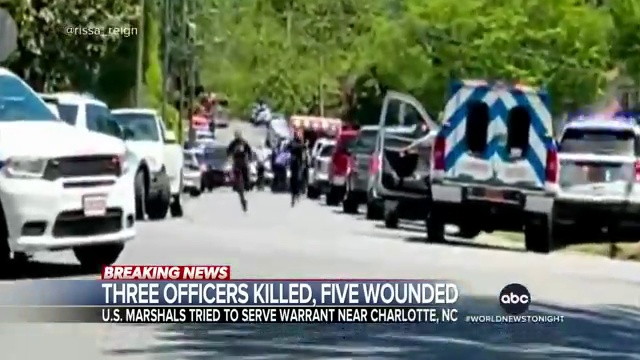 @rissa_reign
BREAKING NEWS
THREE OFFICERS KILLED, FIVE WOUNDED
abc
U.S. MARSHALS TRIED TO SERVE WARRANT NEAR CHARLOTTE, NC
#WORLDNEWSTONIGHT